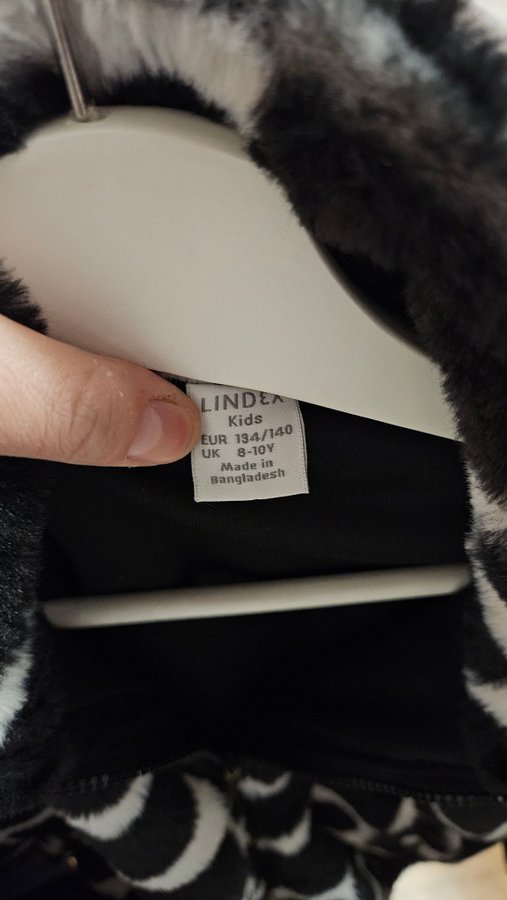 LINDEX
Kids
EUR 134/140
UK 8-10Y
Made in
Bangladesh